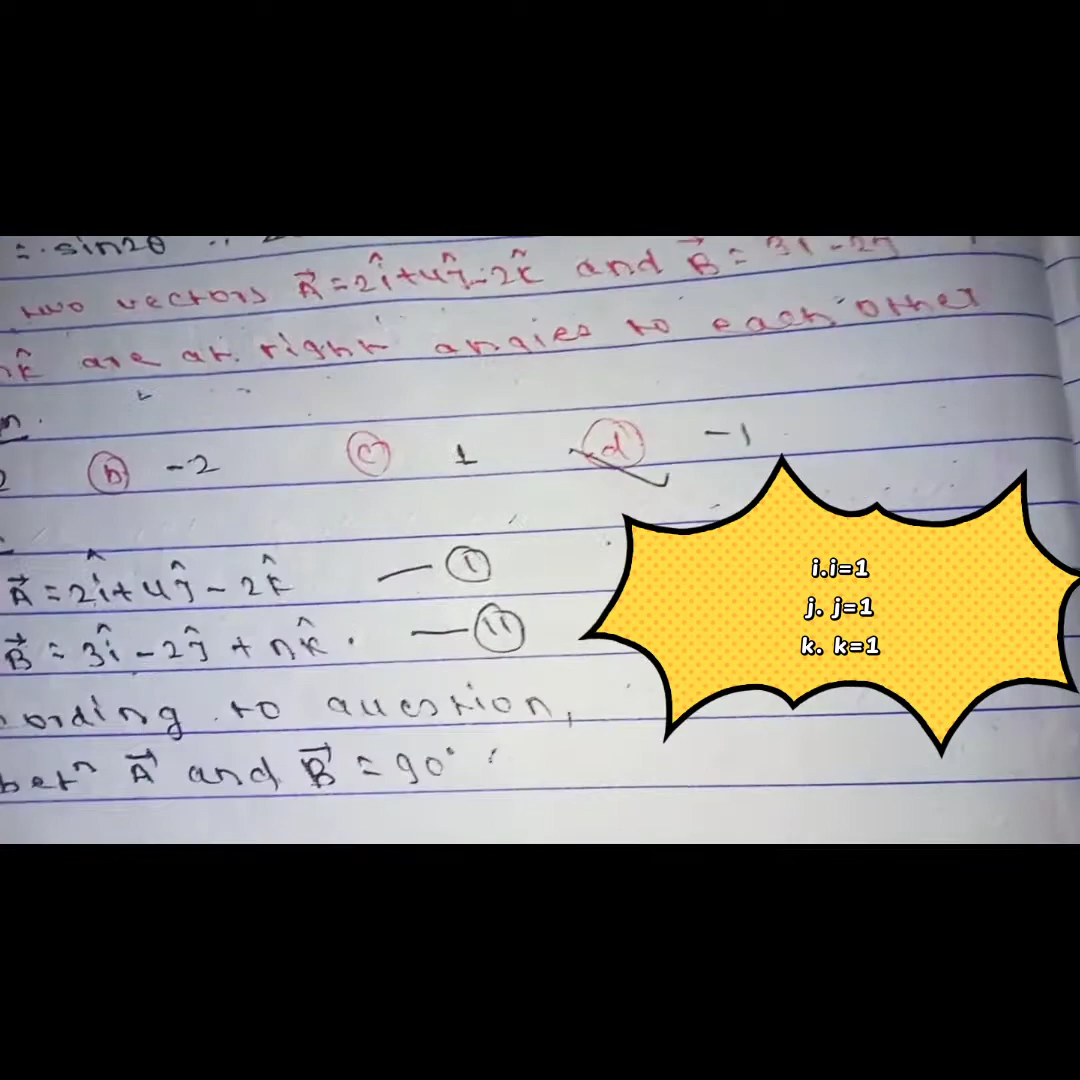 = sin2θ
two vectors A⃗ = 2î + 4ĵ - 2k̂ and B⃗ = 3î - 2ĵ
nk̂ are at right angles to each other
b -2 c 1 d -1
A⃗ = 2î + 4ĵ - 2k̂ — (i)
B⃗ = 3î - 2ĵ + nk̂. — (ii)
to question,
betn A⃗ and B⃗ = 90°
i.i=1
j. j=1
k. k=1